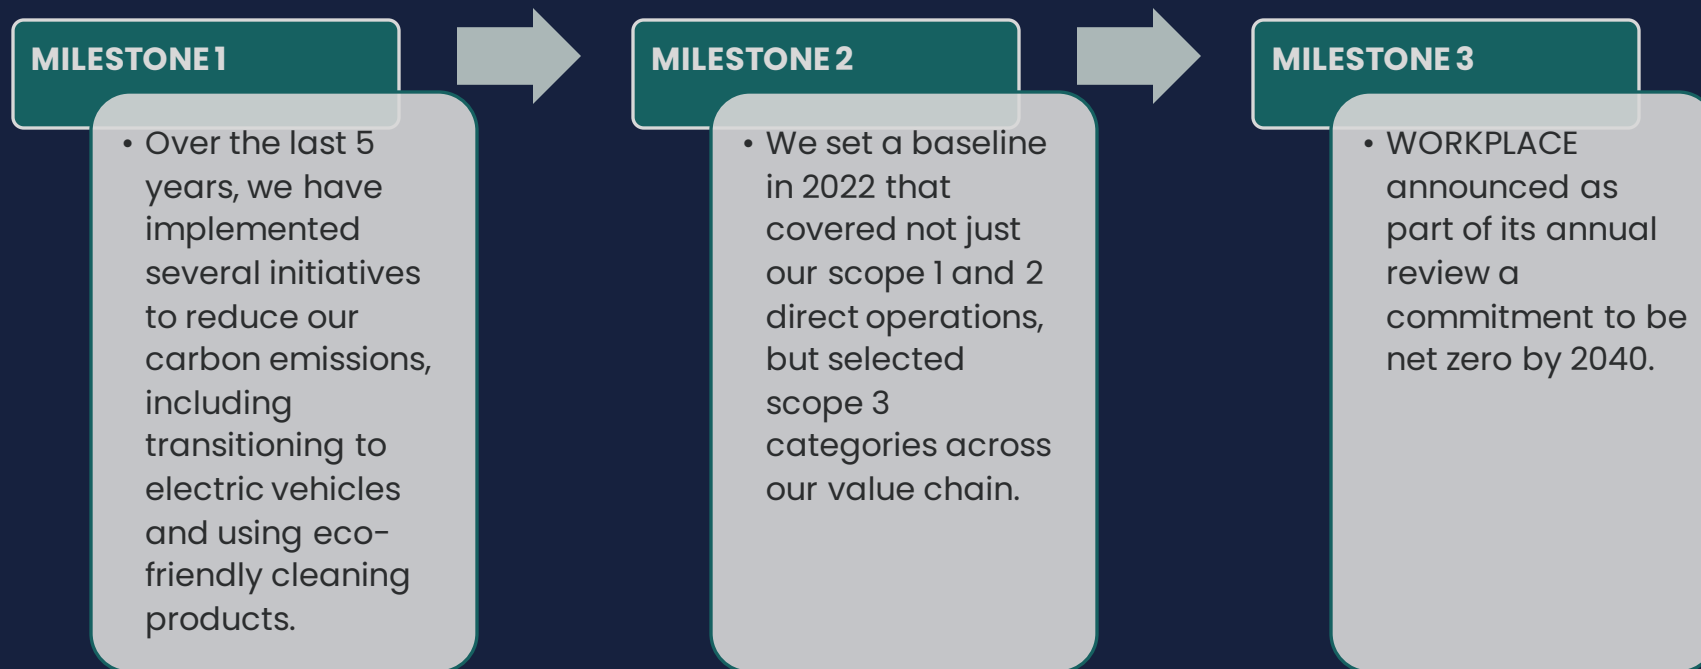 MILESTONE 1
• Over the last 5
years, we have
implemented
several initiatives
to reduce our
carbon emissions,
including
transitioning to
electric vehicles
and using eco-
friendly cleaning
products.
MILESTONE 2
• We set a baseline
in 2022 that
covered not just
our scope 1 and 2
direct operations,
but selected
scope 3
categories across
our value chain.
MILESTONE 3
• WORKPLACE
announced as
part of its annual
review a
commitment to be
net zero by 2040.